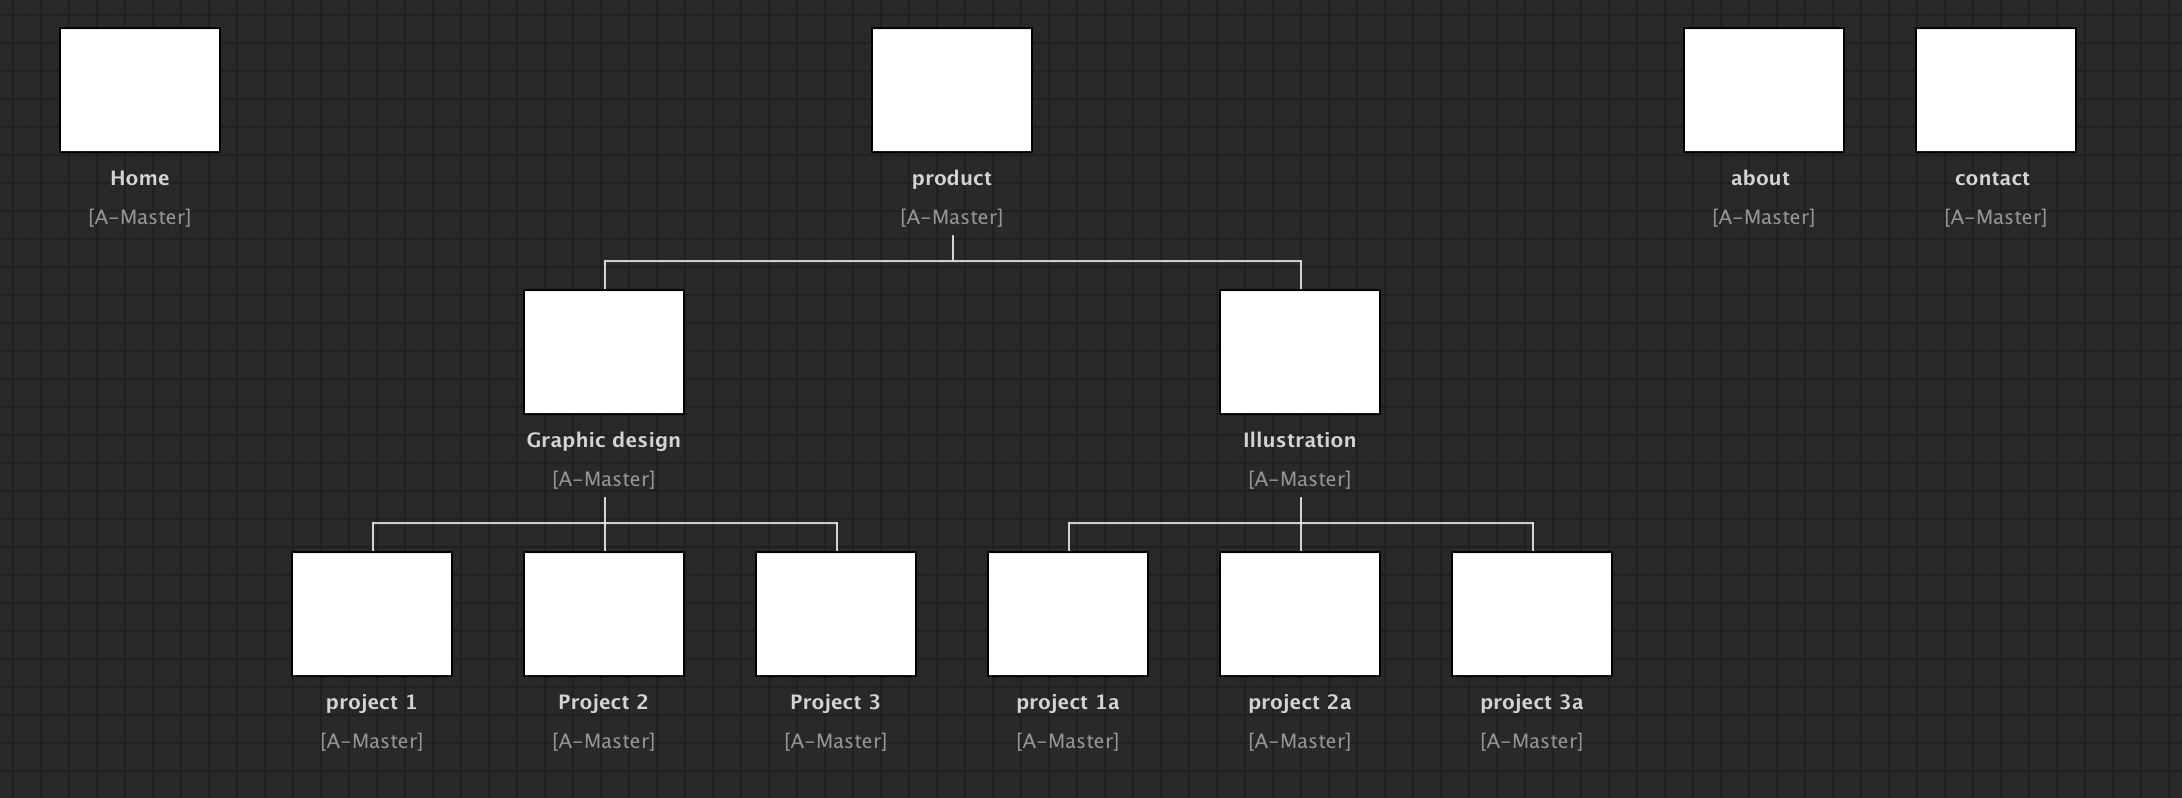 Home
[A-Master]
product
[A-Master]
about
[A-Master]
contact
[A-Master]
Graphic design
[A-Master]
Illustration
[A-Master]
project 1
[A-Master]
Project 2
[A-Master]
Project 3
[A-Master]
project 1a
[A-Master]
project 2a
[A-Master]
project 3a
[A-Master]